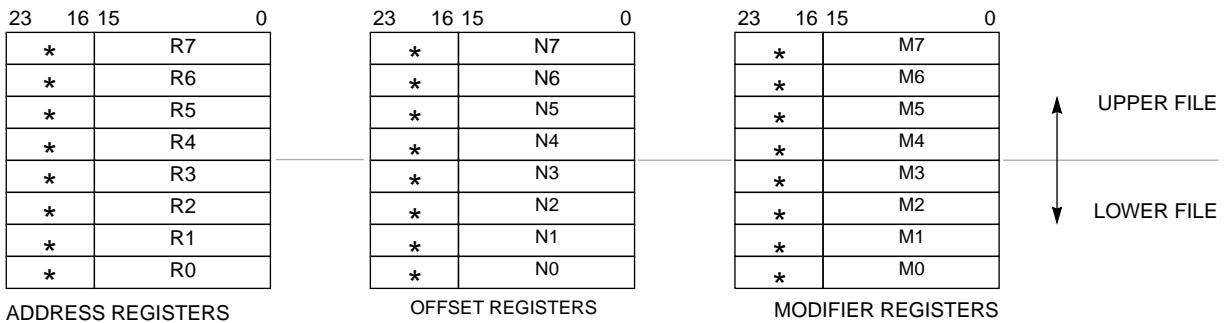 23 16 15 0 23 16 15 0 23 16 15 0
* R7 * N7 * M7
* R6 * N6 * M6
* R5 * N5 * M5 UPPER FILE
* R4 * N4 * M4
* R3 * N3 * M3
* R2 * N2 * M2 LOWER FILE
* R1 * N1 * M1
* R0 * N0 * M0
ADDRESS REGISTERS OFFSET REGISTERS MODIFIER REGISTERS